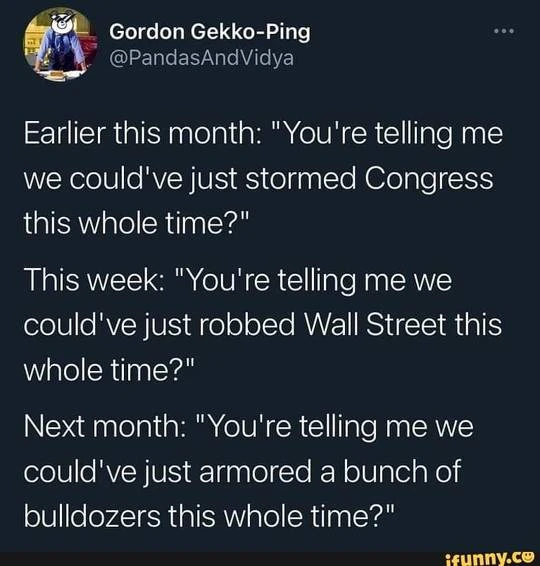 Gordon Gekko-Ping
@PandasAndVidya
Earlier this month: "You're telling me
we could've just stormed Congress
this whole time?"
This week: "You're telling me we
could've just robbed Wall Street this
whole time?"
Next month: "You're telling me we
could've just armored a bunch of
bulldozers this whole time?"
ifunny.co